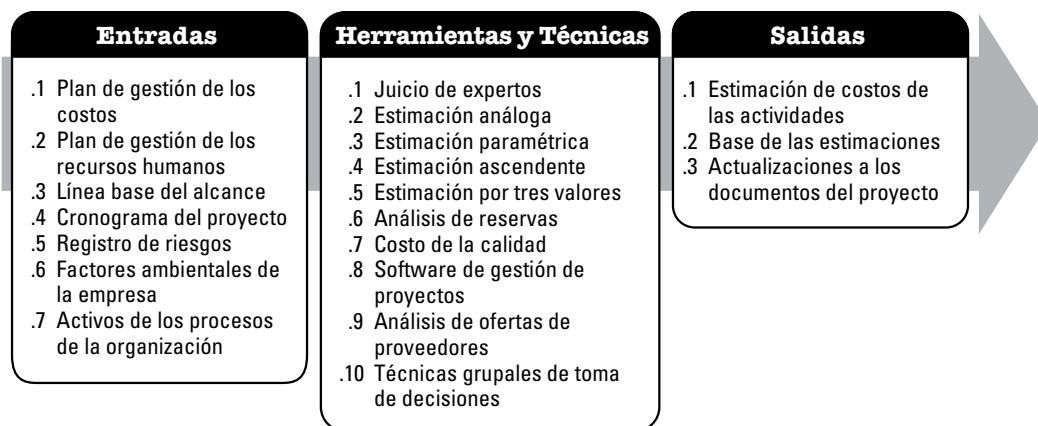 Entradas
.1 Plan de gestión de los
costos
.2 Plan de gestión de los
recursos humanos
.3 Línea base del alcance
.4 Cronograma del proyecto
.5 Registro de riesgos
.6 Factores ambientales de
la empresa
.7 Activos de los procesos
de la organización
Herramientas y Técnicas
.1 Juicio de expertos
.2 Estimación análoga
.3 Estimación paramétrica
.4 Estimación ascendente
.5 Estimación por tres valores
.6 Análisis de reservas
.7 Costo de la calidad
.8 Software de gestión de
proyectos
.9 Análisis de ofertas de
proveedores
.10 Técnicas grupales de toma
de decisiones
Salidas
.1 Estimación de costos de
las actividades
.2 Base de las estimaciones
.3 Actualizaciones a los
documentos del proyecto